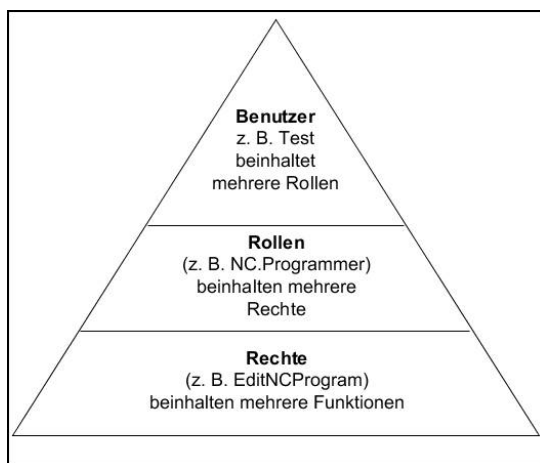 Benutzer
z. B. Test
beinhaltet
mehrere Rollen
Rollen
(z. B. NC.Programmer)
beinhalten mehrere
Rechte
Rechte
(z. B. EditNCProgram)
beinhalten mehrere Funktionen